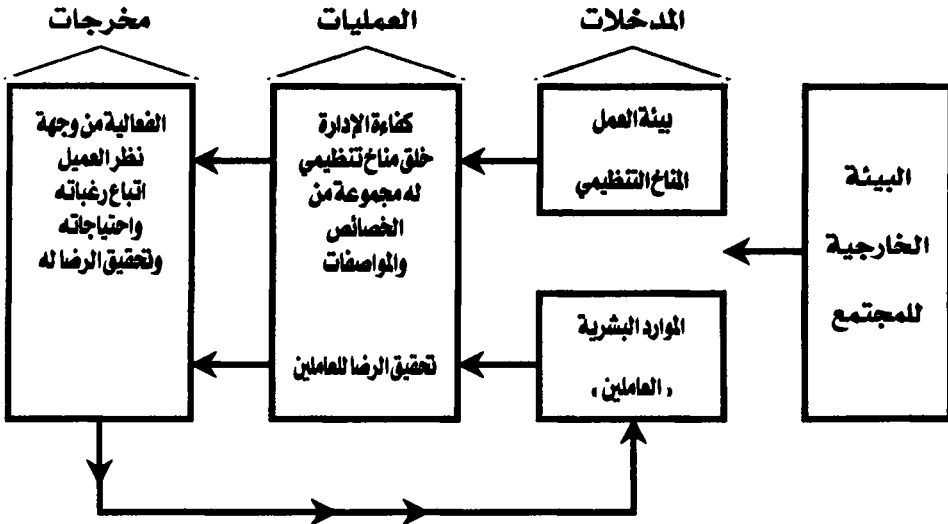 المدخلات
العمليات
مخرجات
البيئة
الخارجية
للمجتمع
بيئة العمل
المناخ التنظيمي
الموارد البشرية
« العاملين »
كفاءة الإدارة
خلق مناخ تنظيمي
له مجموعة من
الخصائص
والمواصفات
تحقيق الرضا للعاملين
الفعالية من وجهة
نظر العميل
اتباع رغباته
واحتياجاته
وتحقيق الرضا له